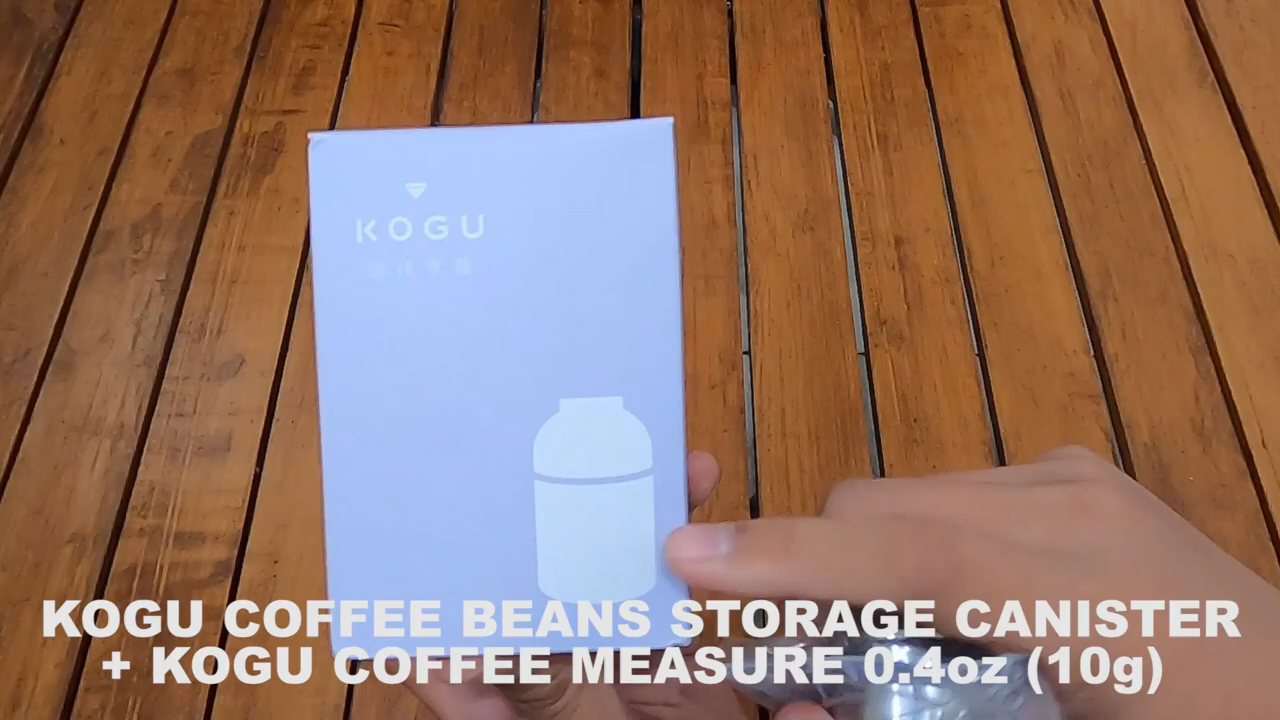 KOGU
KOGU COFFEE BEANS STORAGE CANISTER
+ KOGU COFFEE MEASURE 0.4oz (10g)